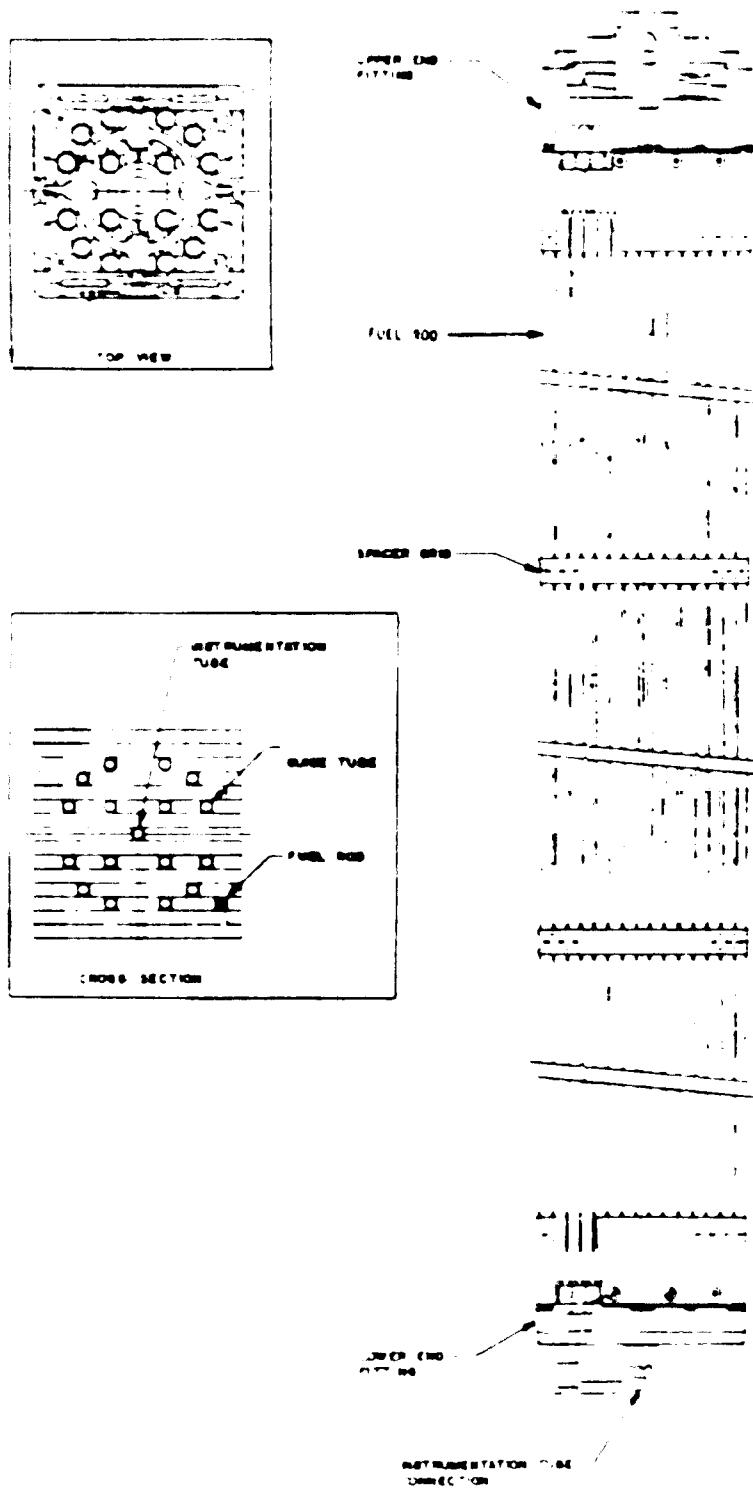 UPPER END
FITTING
TOP VIEW
FUEL ROD
SPACER GRID
INSTRUMENTATION
TUBE
GUIDE TUBE
FUEL ROD
CROSS SECTION
LOWER END
FITTING
INSTRUMENTATION TUBE
CONNECTION